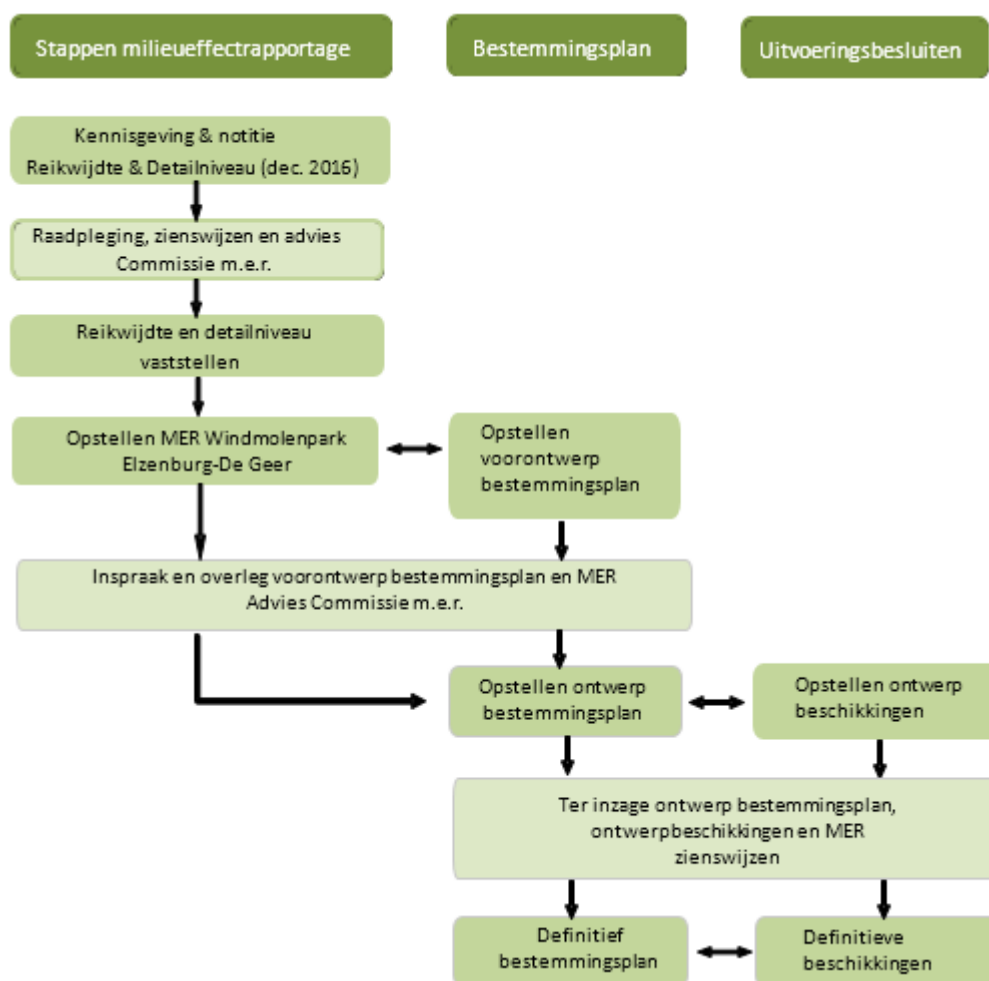 Stappen milieueffectrapportage
Bestemmingsplan
Uitvoeringsbesluiten
Kennisgeving & notitie
Reikwijdte & Detailniveau (dec. 2016)
Raadpleging, zienswijzen en advies
Commissie m.e.r.
Reikwijdte en detailniveau
vaststellen
Opstellen MER Windmolenpark
Elzenburg-De Geer
Opstellen
voorontwerp
bestemmingsplan
Inspraak en overleg voorontwerp bestemmingsplan en MER
Advies Commissie m.e.r.
Opstellen ontwerp
bestemmingsplan
Opstellen ontwerp
beschikkingen
Ter inzage ontwerp bestemmingsplan,
ontwerpbeschikkingen en MER
zienswijzen
Definitief
bestemmingsplan
Definitieve
beschikkingen